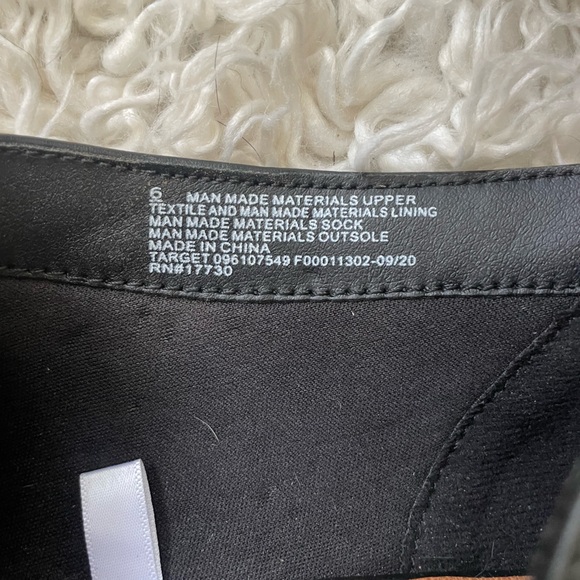 6 MAN MADE MATERIALS UPPER
TEXTILE AND MAN MADE MATERIALS LINING
MAN MADE MATERIALS SOCK
MAN MADE MATERIALS OUTSOLE
MADE IN CHINA
TARGET 096107549 F00011302-09/20
RN#17730